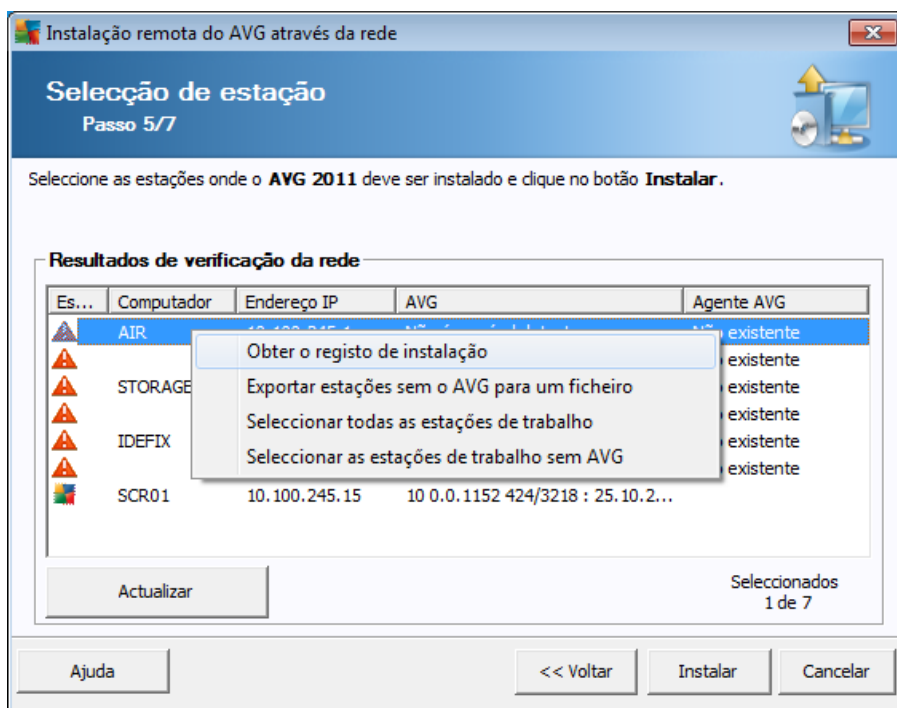 Instalação remota do AVG através da rede
Selecção de estação
Passo 5/7
Seleccione as estações onde o AVG 2011 deve ser instalado e clique no botão Instalar.
Resultados de verificação da rede
Es... Computador Endereço IP AVG Agente AVG
AIR existente
Obter o registo de instalação
existente
STORAGE Exportar estações sem o AVG para um ficheiro existente
Seleccionar todas as estações de trabalho existente
IDEFIX existente
Seleccionar as estações de trabalho sem AVG existente
SCR01 10.100.245.15 10 0.0.1152 424/3218 : 25.10.2...
Actualizar
Seleccionados
1 de 7
Ajuda << Voltar Instalar Cancelar